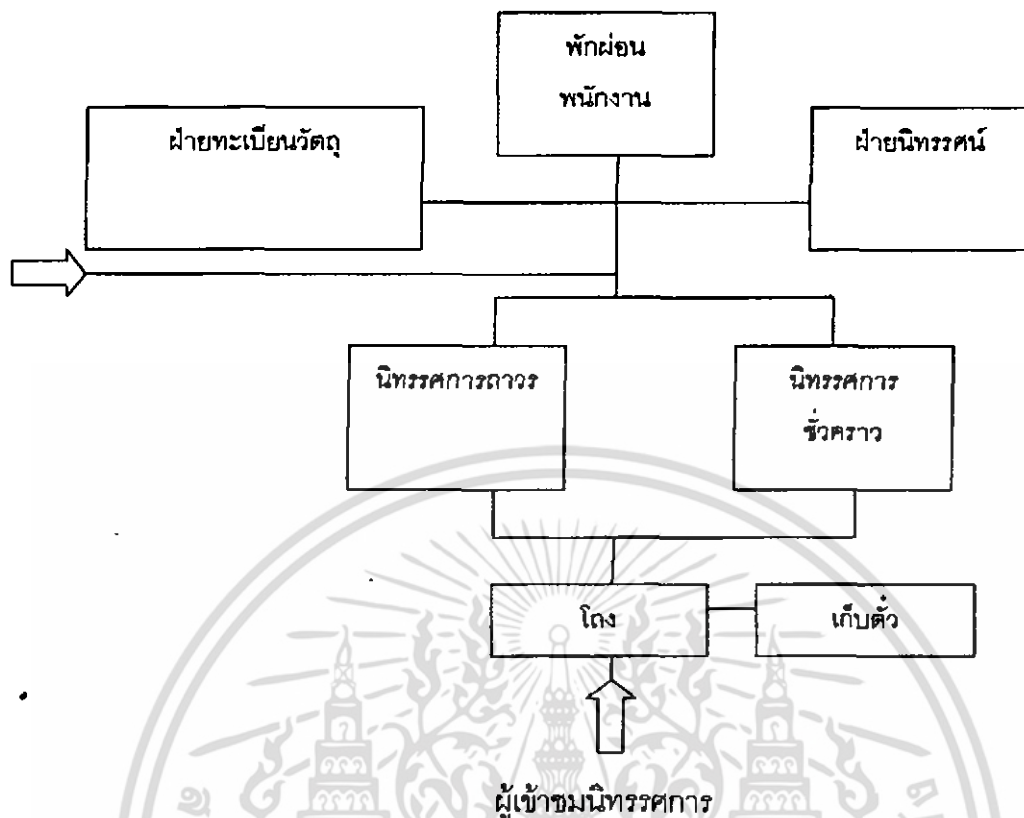 พักผ่อน
พนักงาน
ฝ่ายทะเบียนวัตถุ
ฝ่ายนิทรรศน์
นิทรรศการถาวร
นิทรรศการ
ชั่วคราว
โถง
เก็บตั๋ว
ผู้เข้าชมนิทรรศการ